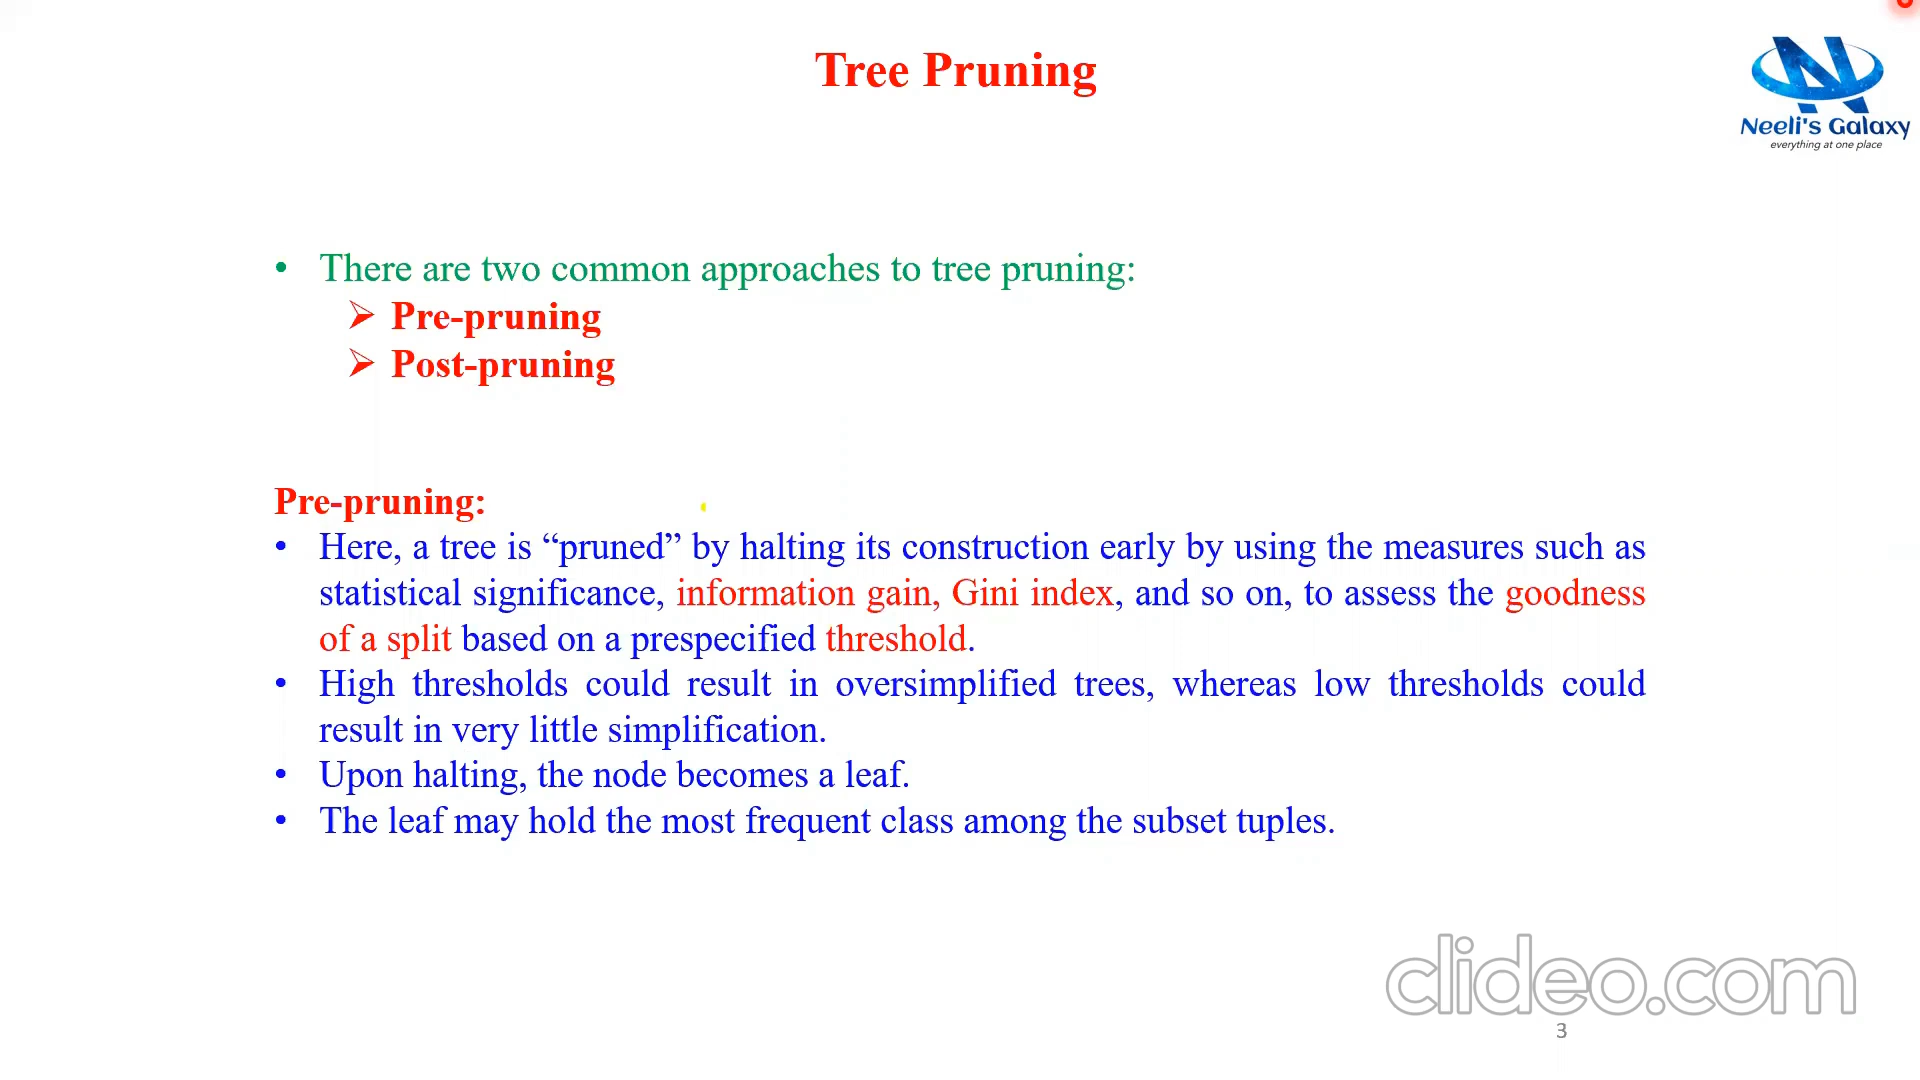 Tree Pruning
Neeli's Galaxy
everything at one place
• There are two common approaches to tree pruning:
➢ Pre-pruning
➢ Post-pruning
Pre-pruning:
• Here, a tree is “pruned” by halting its construction early by using the measures such as
statistical significance, information gain, Gini index, and so on, to assess the goodness
of a split based on a prespecified threshold.
• High thresholds could result in oversimplified trees, whereas low thresholds could
result in very little simplification.
• Upon halting, the node becomes a leaf.
• The leaf may hold the most frequent class among the subset tuples.
clideo.com
3